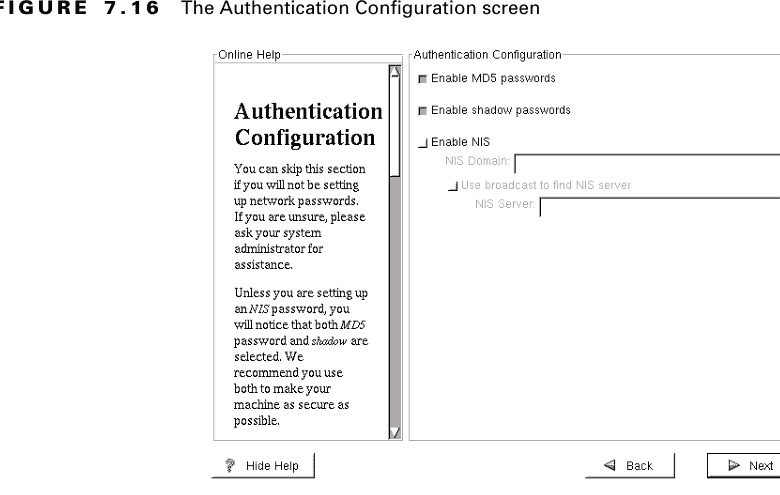 FIGURE 7.16 The Authentication Configuration screen
Online Help
Authentication
Configuration
You can skip this section
if you will not be setting
up network passwords.
If you are unsure, please
ask your system
administrator for
assistance.
Unless you are setting up
an NIS password, you
will notice that both MD5
password and shadow are
selected. We
recommend you use
both to make your
machine as secure as
possible.
Authentication Configuration
Enable MD5 passwords
Enable shadow passwords
Enable NIS
NIS Domain:
Use broadcast to find NIS server
NIS Server:
Hide Help
Back
Next